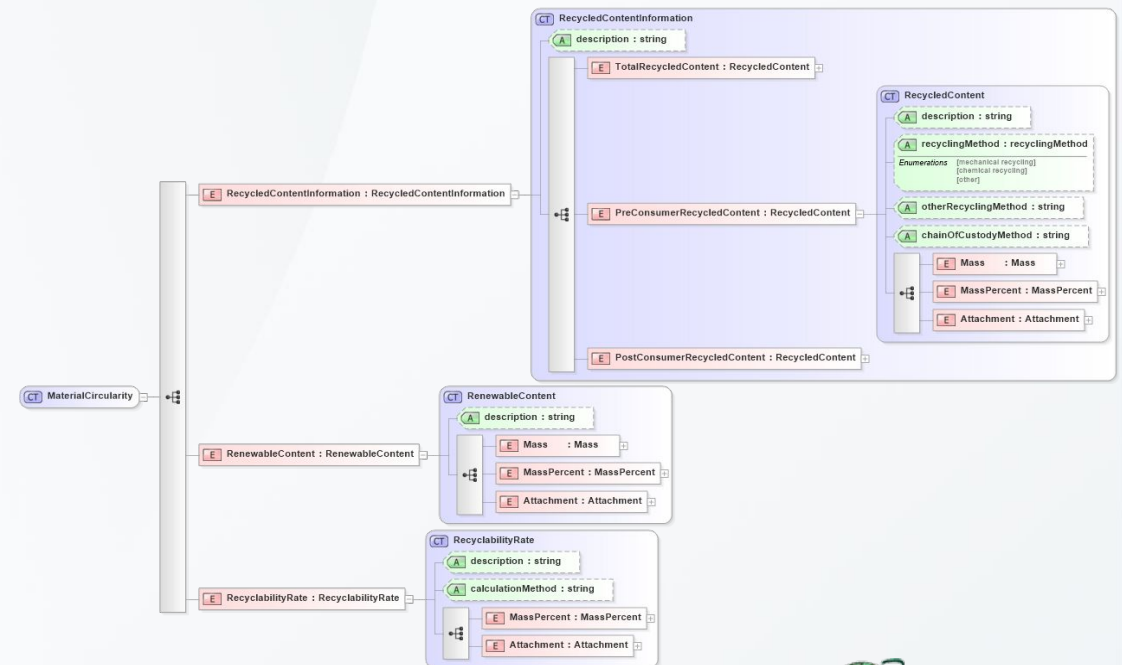 CT RecycledContentInformation
A description : string
E TotalRecycledContent : RecycledContent
CT RecycledContent
A description : string
A recyclingMethod : recyclingMethod
Enumerations [mechanical recycling]
[chemical recycling]
[other]
A otherRecyclingMethod : string
A chainOfCustodyMethod : string
E Mass : Mass
E MassPercent : MassPercent
E Attachment : Attachment
E RecycledContentInformation : RecycledContentInformation
E PreConsumerRecycledContent : RecycledContent
E PostConsumerRecycledContent : RecycledContent
CT MaterialCircularity
CT RenewableContent
A description : string
E Mass : Mass
E RenewableContent : RenewableContent
E MassPercent : MassPercent
E Attachment : Attachment
CT RecyclabilityRate
A description : string
A calculationMethod : string
E RecyclabilityRate : RecyclabilityRate
E MassPercent : MassPercent
E Attachment : Attachment